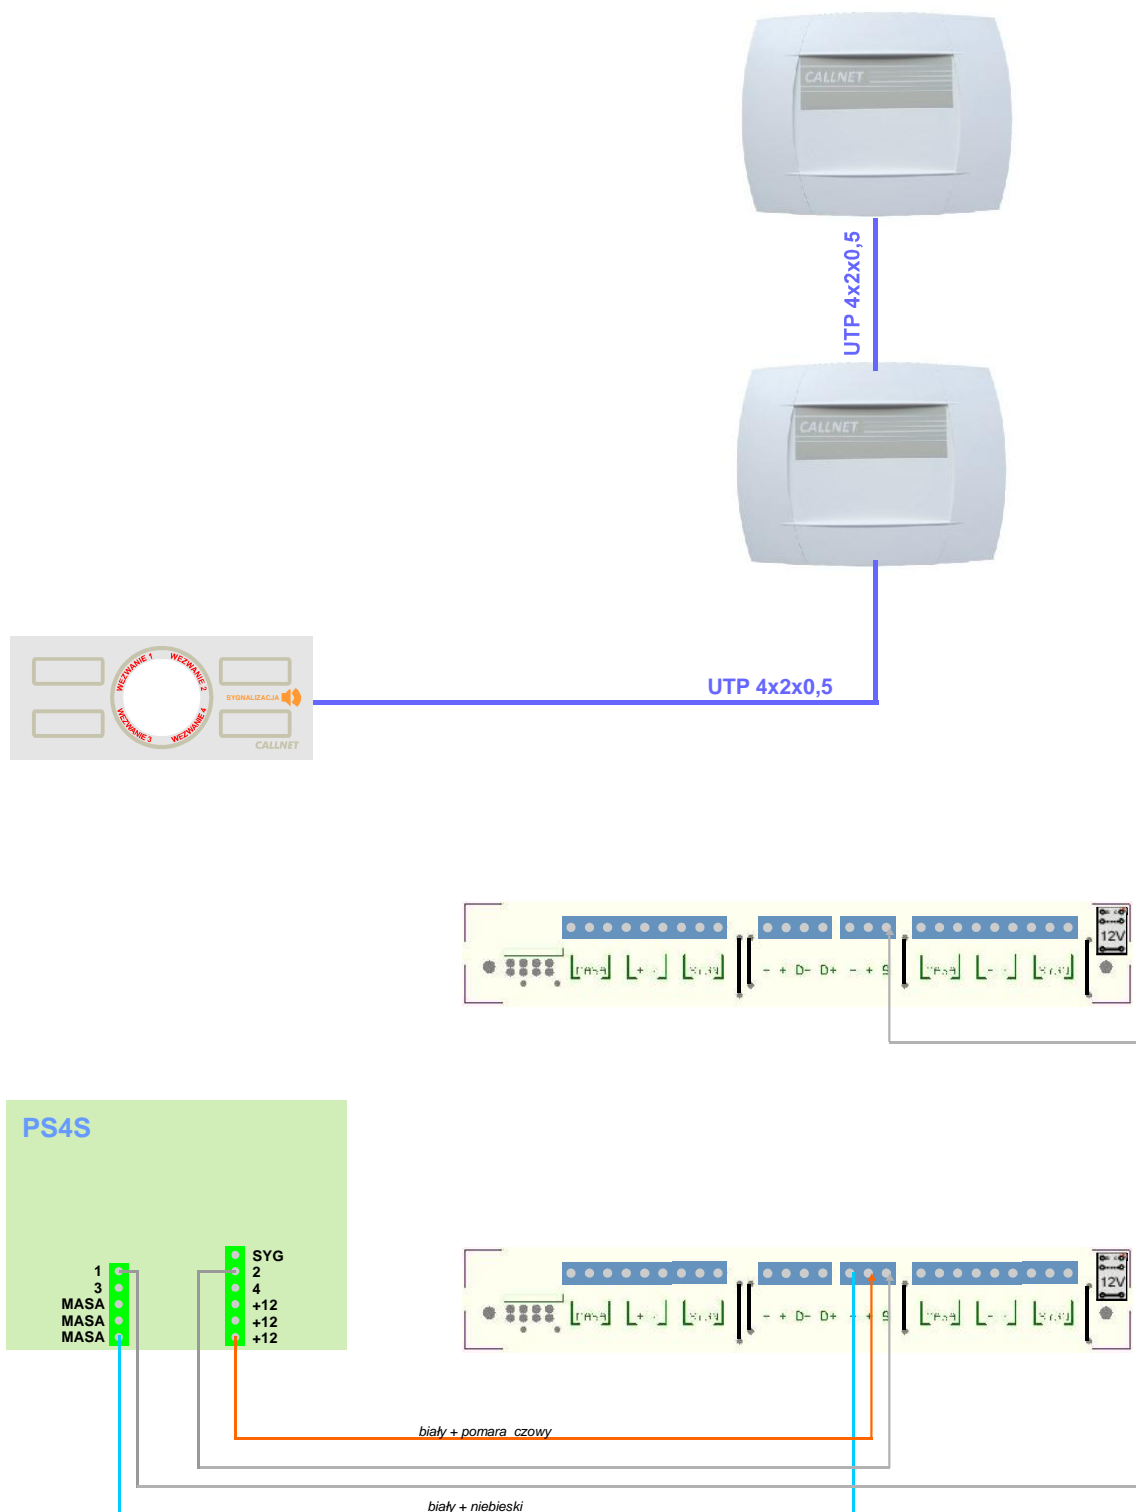 CALLNET
UTP 4x2x0,5
CALLNET
UTP 4x2x0,5
WEZWANIE 1
WEZWANIE 2
SYGNALIZACJA
WEZWANIE 3
WEZWANIE 4
CALLNET
12V
- + D- D+ - + S
PS4S
SYG
1
2
3
4
MASA
+12
MASA
+12
MASA
+12
12V
- + D- D+ - + S
biały + pomara czowy
biały + niebieski